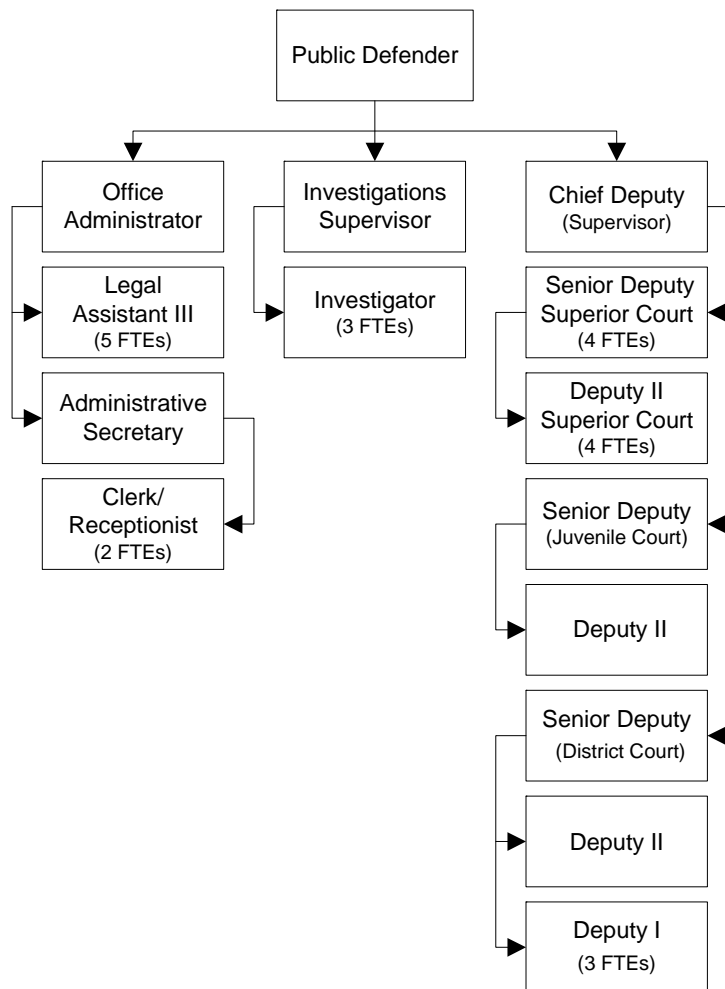 Public Defender
Office
Administrator
Investigations
Supervisor
Chief Deputy
(Supervisor)
Legal
Assistant III
(5 FTEs)
Investigator
(3 FTEs)
Senior Deputy
Superior Court
(4 FTEs)
Administrative
Secretary
Deputy II
Superior Court
(4 FTEs)
Clerk/
Receptionist
(2 FTEs)
Senior Deputy
(Juvenile Court)
Deputy II
Senior Deputy
(District Court)
Deputy II
Deputy I
(3 FTEs)